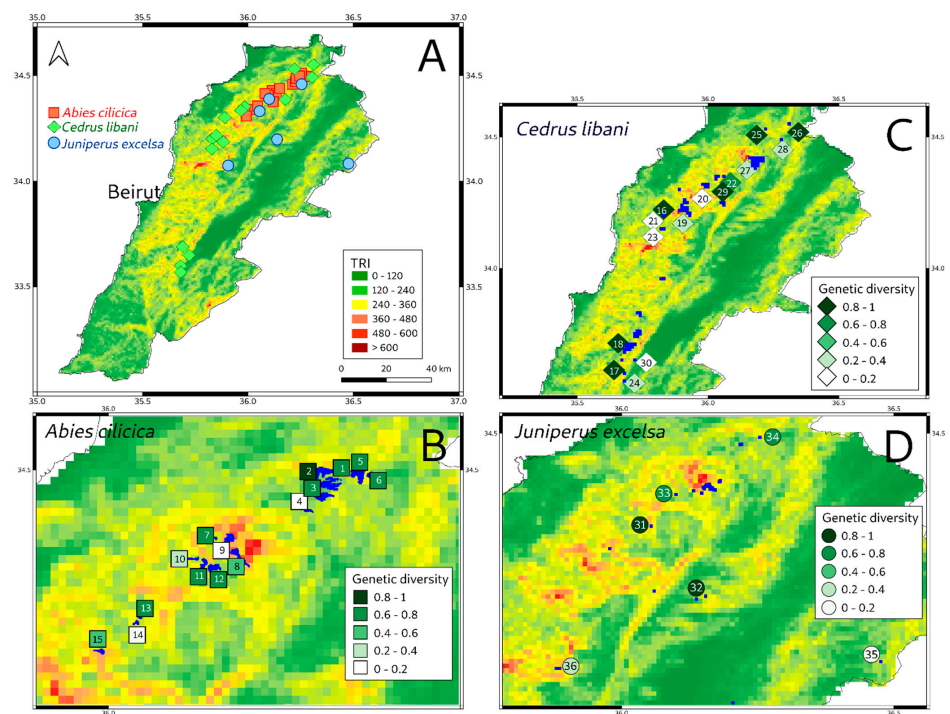 35.0 35.5 36.0 36.5 37.0
A
34.5
34.0
33.5
Abies cilicica
Cedrus libani
Juniperus excelsa
Beirut
TRI
0 - 120
120 - 240
240 - 360
360 - 480
480 - 600
> 600
0 20 40 km
35.0 35.5 36.0 36.5 37.0
Cedrus libani
C
34.5 34.5
34.0 34.0
25 26
28
27
22
29
20
16
19
21
23
18
30
17
24
Genetic diversity
0.8 - 1
0.6 - 0.8
0.4 - 0.6
0.2 - 0.4
0 - 0.2
35.5 36.0 36.5
36.0
Abies cilicica
B
34.5
5
1
2
6
3
4
7
9
10
8
11 12
13
14
15
Genetic diversity
0.8 - 1
0.6 - 0.8
0.4 - 0.6
0.2 - 0.4
0 - 0.2
36.0
36.0
Juniperus excelsa
D
34.5 34.5
34
33
31
32
35
36
Genetic diversity
0.8 - 1
0.6 - 0.8
0.4 - 0.6
0.2 - 0.4
0 - 0.2
36.0